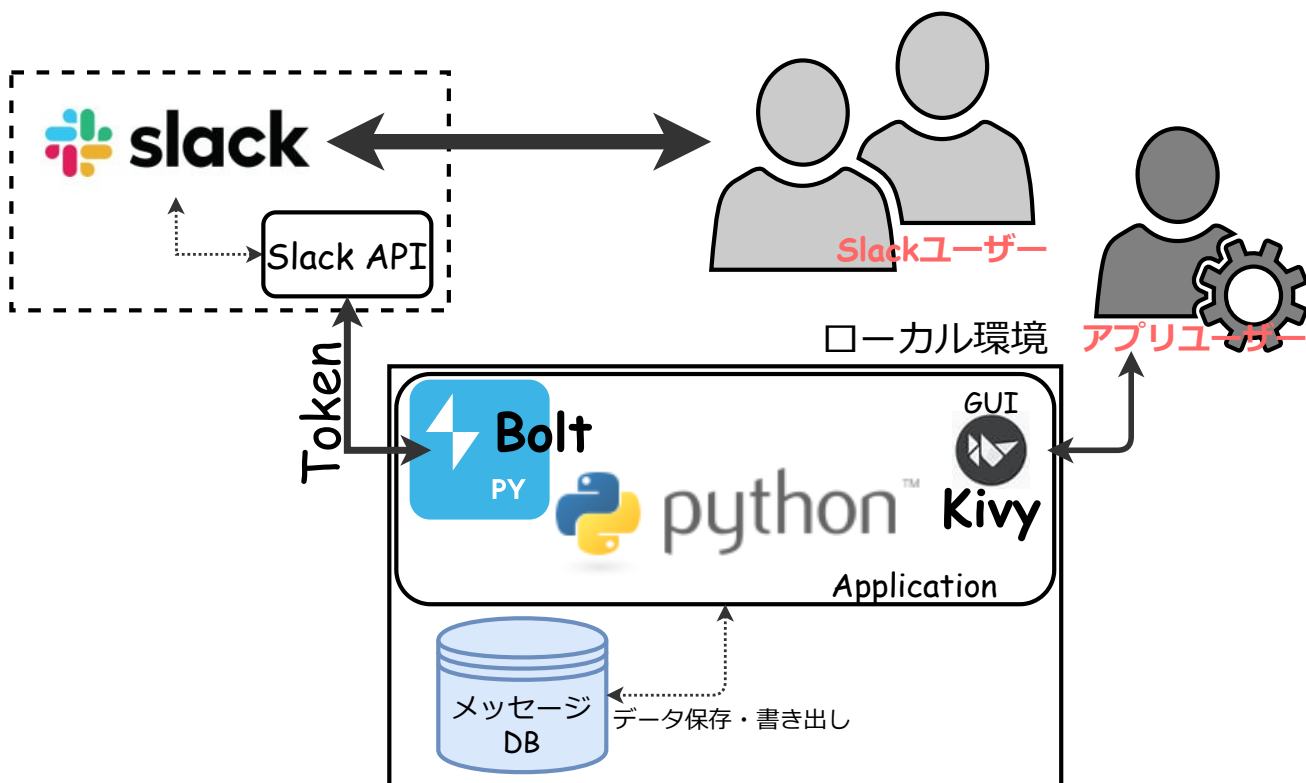 slack
Slack API
Slackユーザー
アプリユーザー
ローカル環境
Token
Bolt
PY
python™
GUI
Kivy
Application
メッセージ
DB
データ保存・書き出し